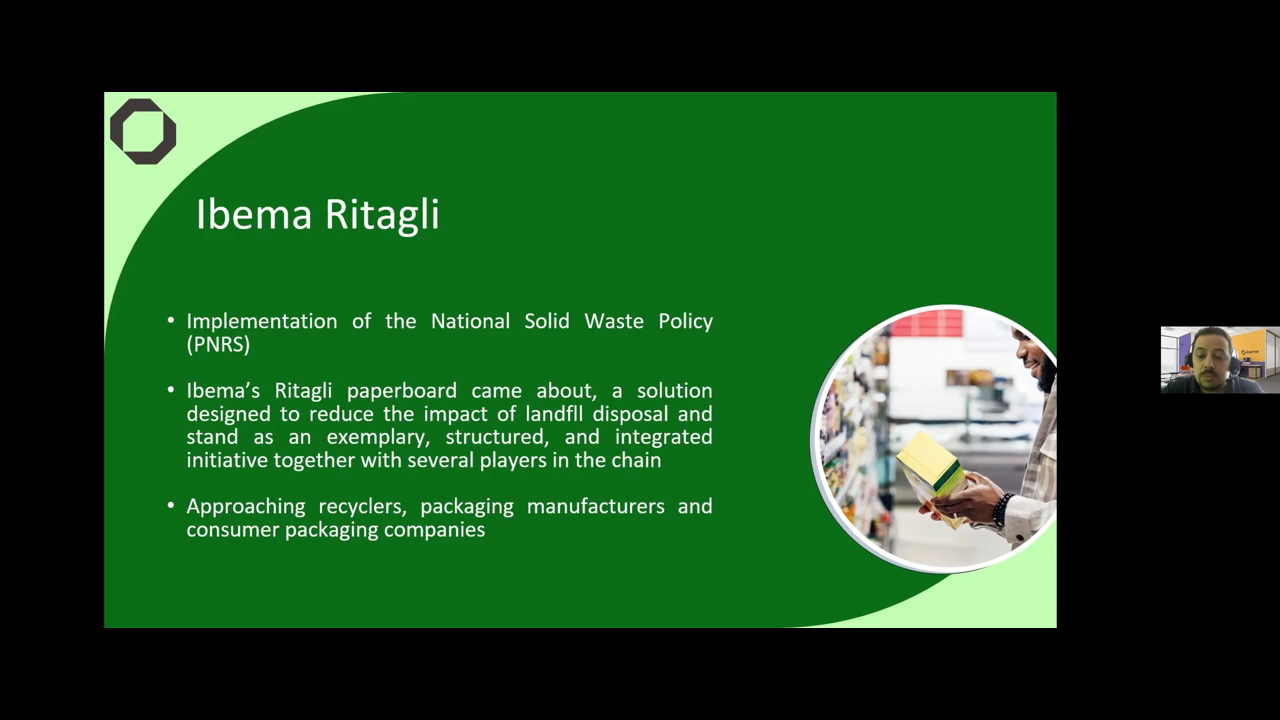 Ibema Ritagli
• Implementation of the National Solid Waste Policy
(PNRS)
• Ibema’s Ritagli paperboard came about, a solution
designed to reduce the impact of landfll disposal and
stand as an exemplary, structured, and integrated
initiative together with several players in the chain
• Approaching recyclers, packaging manufacturers and
consumer packaging companies